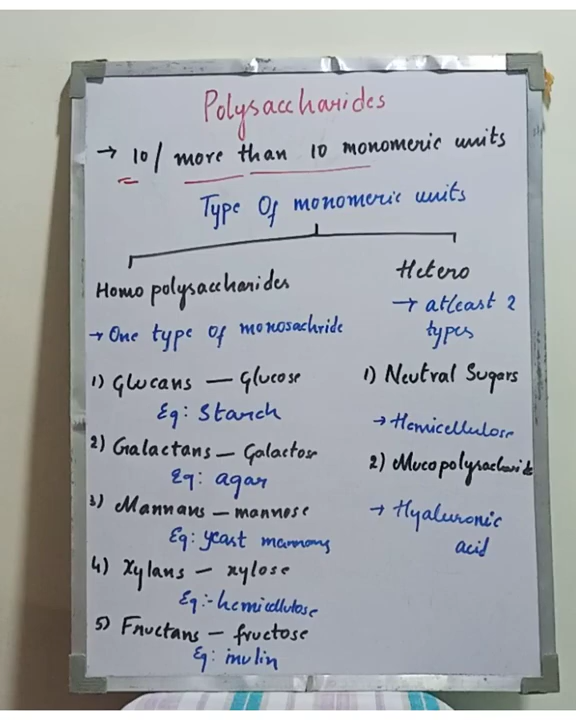 Polysaccharides
→ 10/ more than 10 monomeric units
Type Of monomeric units
Homo polysaccharides
→ One type of monosachride
1) Glucans — Glucose
Eg: Starch
2) Galactans — Galactose
Eg: agar
3) Mannans — mannose
Eg: yeast mannans
4) Xylans — xylose
Eg:- hemicellulose
5) Fructans — fructose
Eg: inulin
Hetero
→ atleast 2
types
1) Neutral Sugars
→ Hemicellulose
2) Mucopolysacharide
→ Hyaluronic
acid